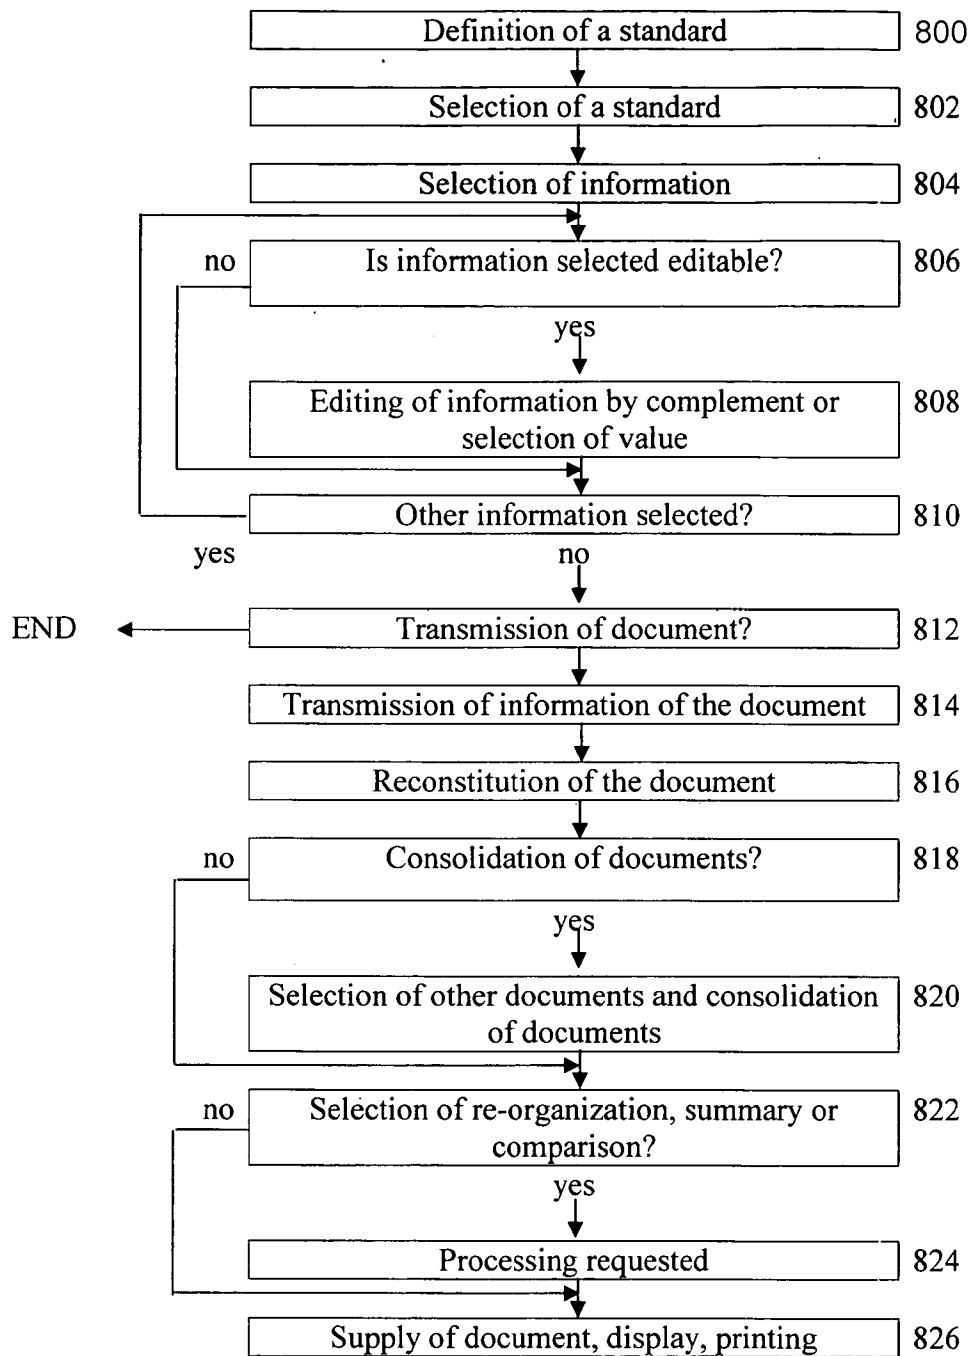 Definition of a standard 800
Selection of a standard 802
Selection of information 804
no Is information selected editable? 806
yes
Editing of information by complement or 808
selection of value
Other information selected? 810
yes no
END Transmission of document? 812
Transmission of information of the document 814
Reconstitution of the document 816
no Consolidation of documents? 818
yes
Selection of other documents and consolidation 820
of documents
no Selection of re-organization, summary or 822
comparison?
yes
Processing requested 824
Supply of document, display, printing 826